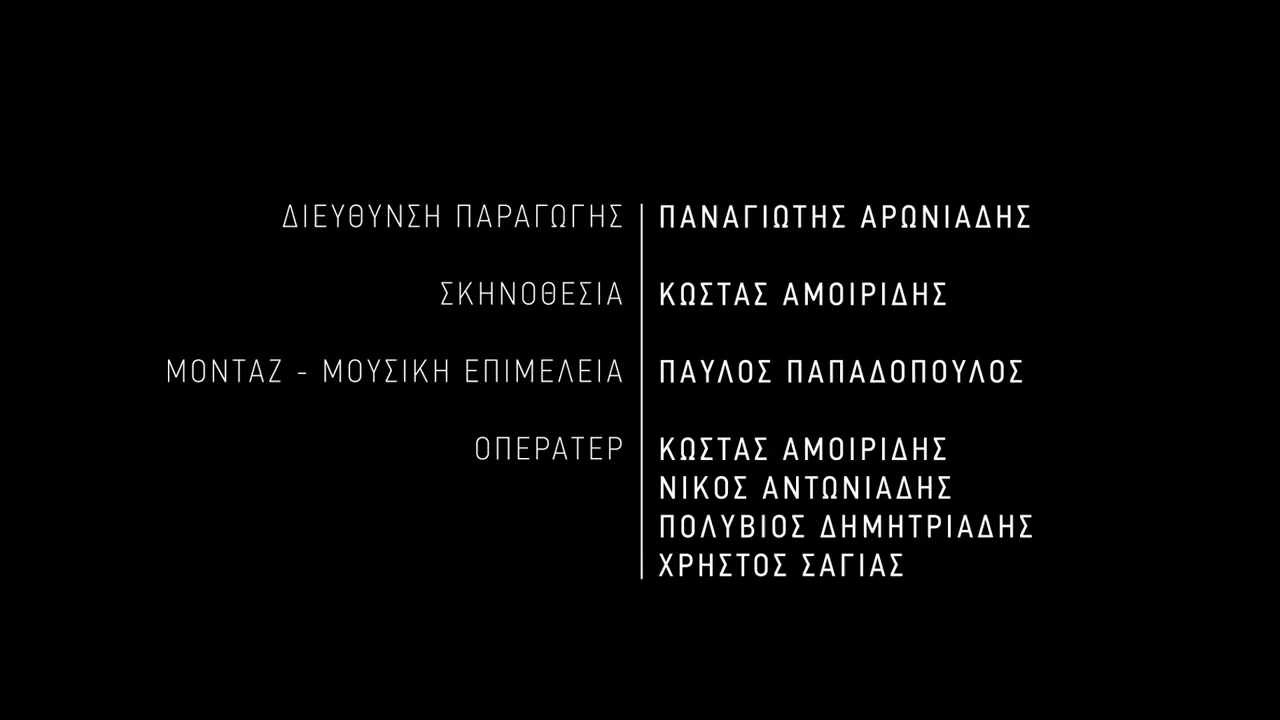 ΔΙΕΥΘΥΝΣΗ ΠΑΡΑΓΩΓΗΣ ΠΑΝΑΓΙΩΤΗΣ ΑΡΩΝΙΑΔΗΣ
ΣΚΗΝΟΘΕΣΙΑ ΚΩΣΤΑΣ ΑΜΟΙΡΙΔΗΣ
ΜΟΝΤΑΖ - ΜΟΥΣΙΚΗ ΕΠΙΜΕΛΕΙΑ ΠΑΥΛΟΣ ΠΑΠΑΔΟΠΟΥΛΟΣ
ΟΠΕΡΑΤΕΡ ΚΩΣΤΑΣ ΑΜΟΙΡΙΔΗΣ
ΝΙΚΟΣ ΑΝΤΩΝΙΑΔΗΣ
ΠΟΛΥΒΙΟΣ ΔΗΜΗΤΡΙΑΔΗΣ
ΧΡΗΣΤΟΣ ΣΑΓΙΑΣ